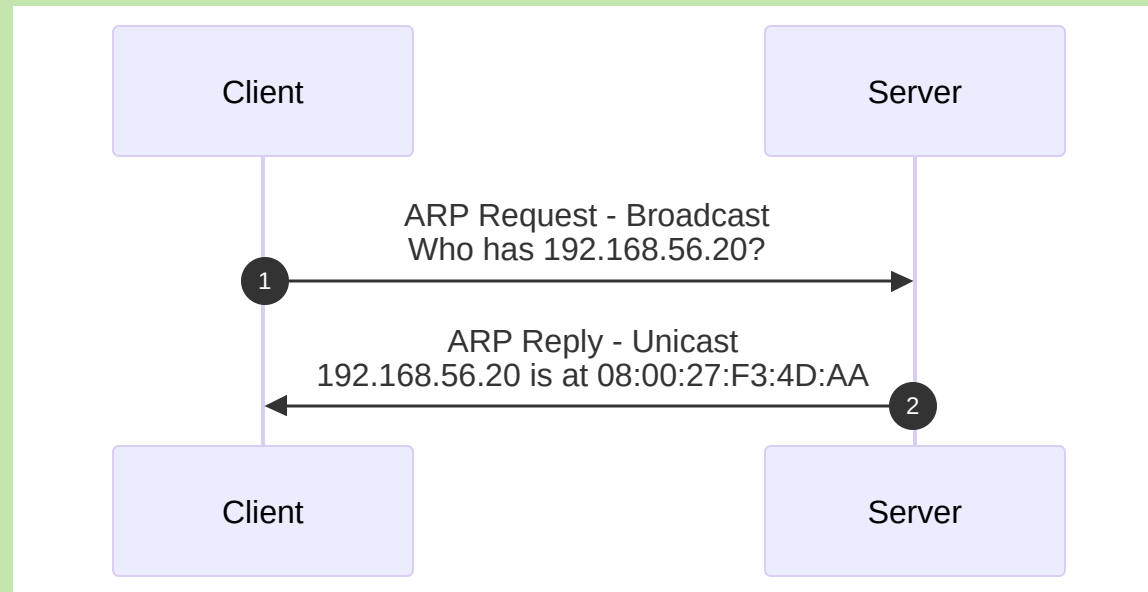 Client
Server
ARP Request - Broadcast
Who has 192.168.56.20?
1
ARP Reply - Unicast
192.168.56.20 is at 08:00:27:F3:4D:AA
2
Client
Server